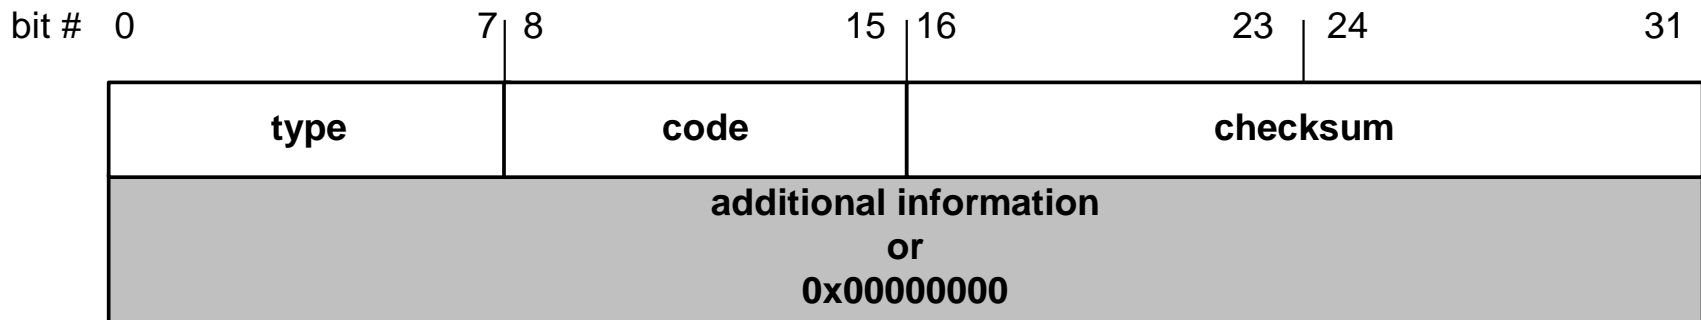 bit # 0 7 8 15 16 23 24 31
type code checksum
additional information
or
0x00000000